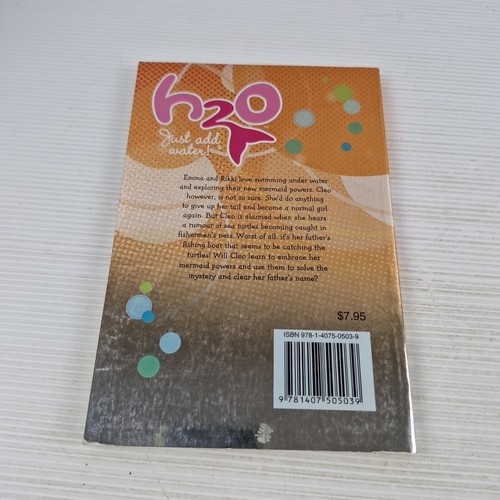 h2o
Just add
water!
Emma and Rikki love swimming under water
and exploring their new mermaid powers. Cleo
however, is not so sure. She'd do anything
to give up her tail and become a normal girl
again. But Cleo is alarmed when she hears
a rumour of sea turtles becoming caught in
fishermen's nets. Worst of all, it's her father's
fishing boat that seems to be catching the
turtles! Will Cleo learn to embrace her
mermaid powers and use them to solve the
mystery and clear her father's name?
$7.95
ISBN 978-1-4075-0503-9
9 781407 505039